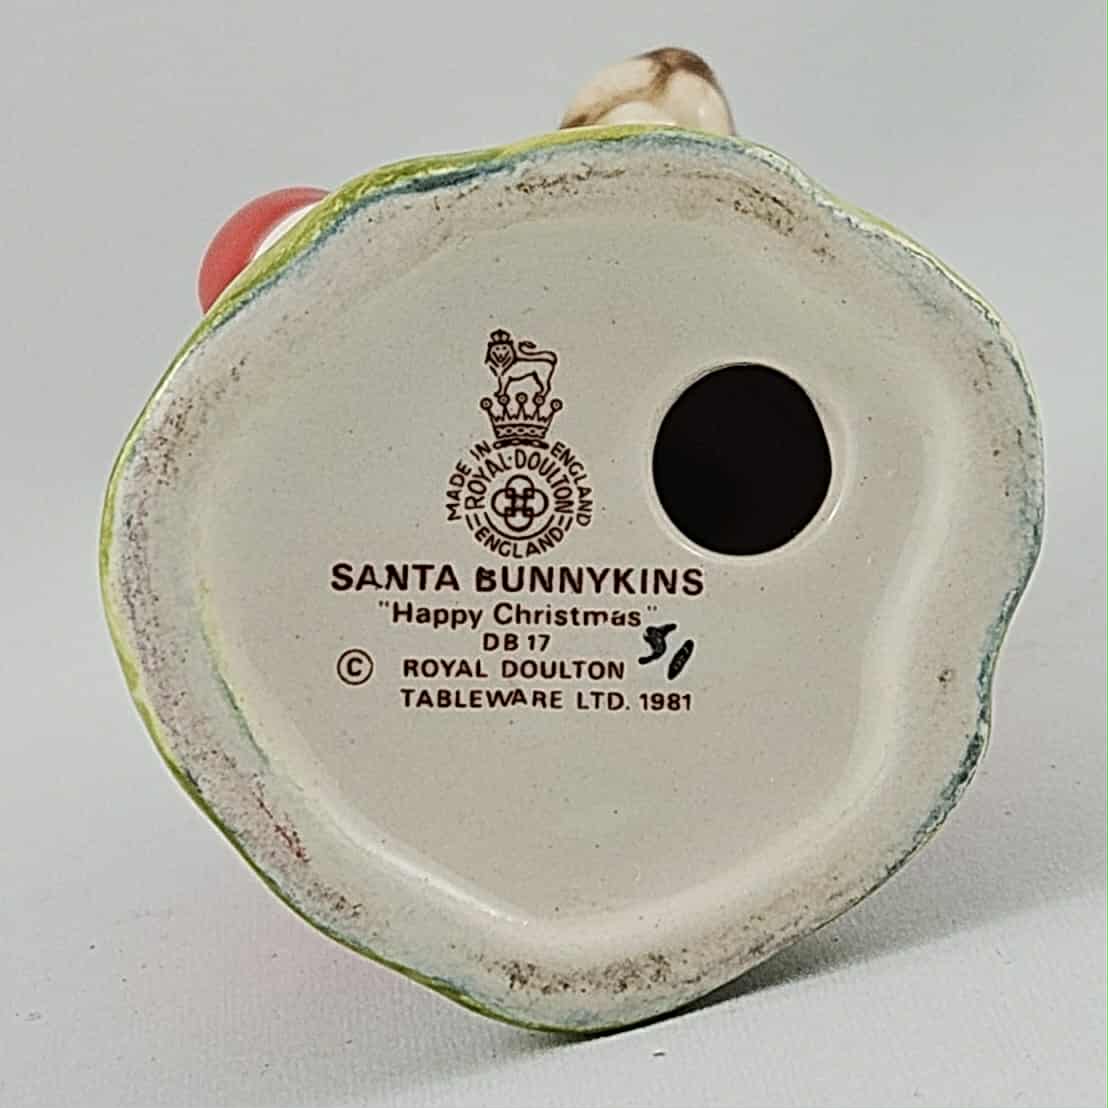 MADE IN ENGLAND
ROYAL·DOULTON
ENGLAND
SANTA BUNNYKINS
"Happy Christmas"
DB 17
© ROYAL DOULTON
TABLEWARE LTD. 1981